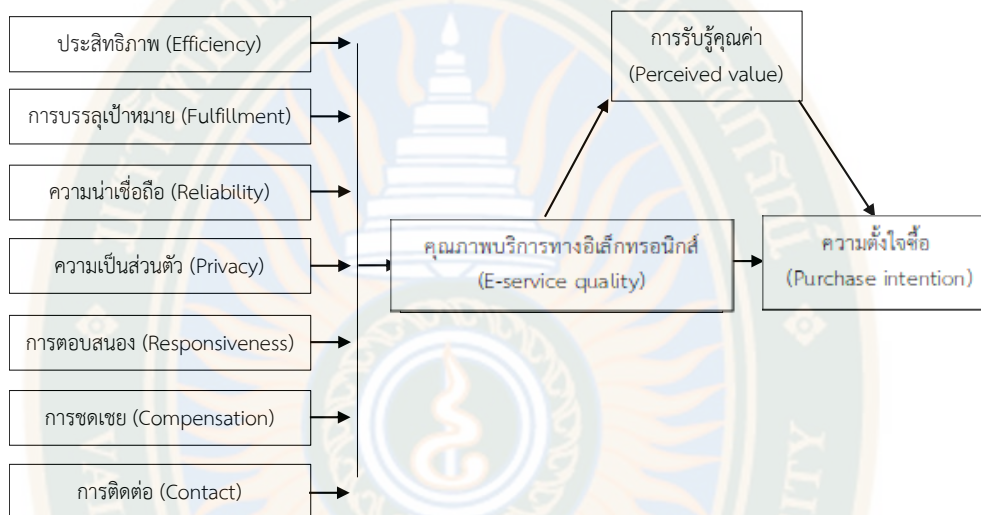 ประสิทธิภาพ (Efficiency)
การบรรลุเป้าหมาย (Fulfillment)
ความน่าเชื่อถือ (Reliability)
ความเป็นส่วนตัว (Privacy)
การตอบสนอง (Responsiveness)
การชดเชย (Compensation)
การติดต่อ (Contact)
คุณภาพบริการทางอิเล็กทรอนิกส์
(E-service quality)
การรับรู้คุณค่า
(Perceived value)
ความตั้งใจซื้อ
(Purchase intention)